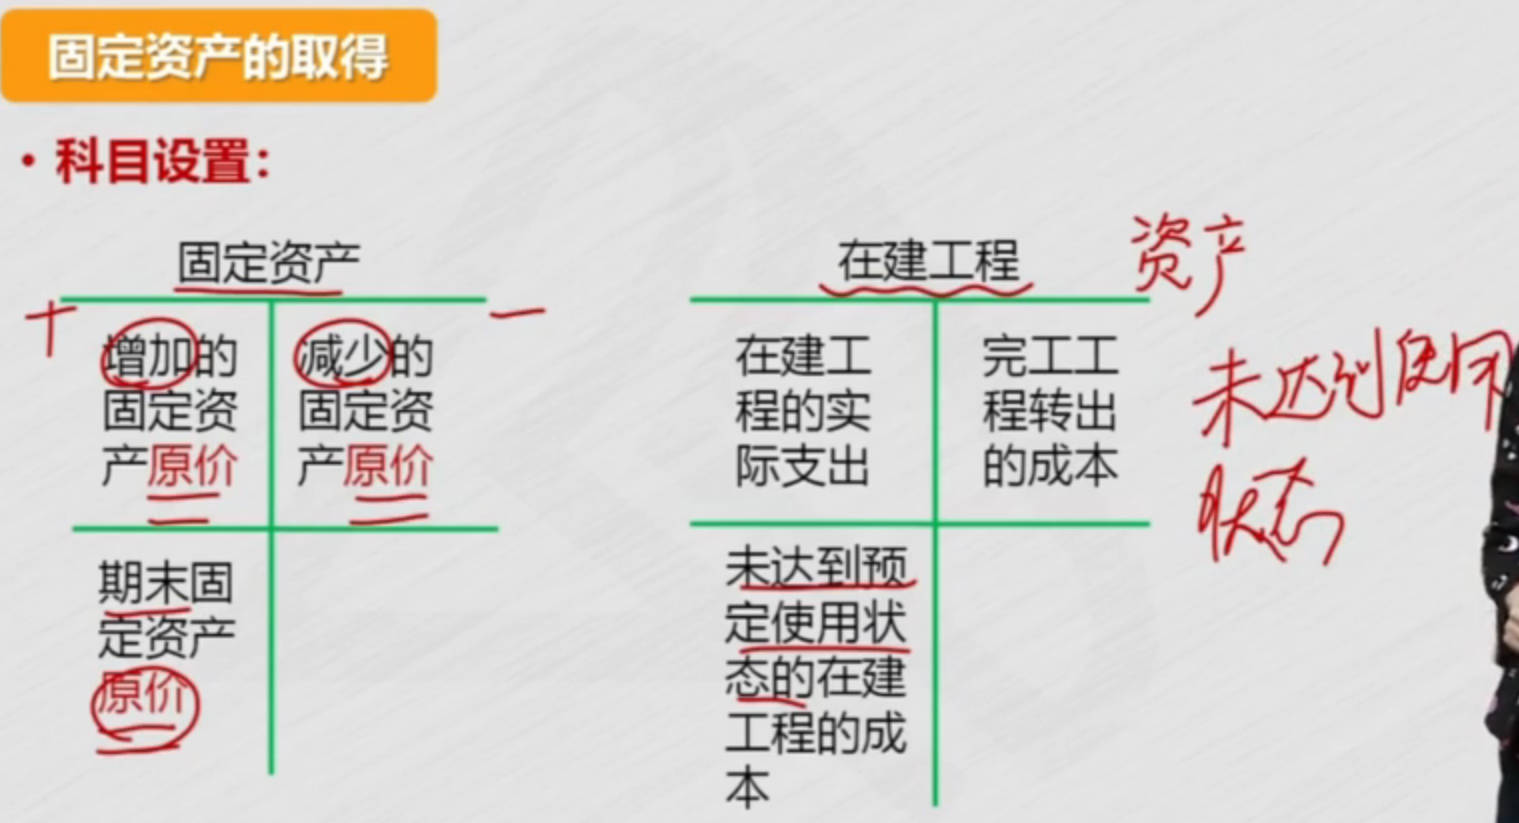 固定资产的取得
• 科目设置：
固定资产
+
−
增加的
固定资
产原价
减少的
固定资
产原价
期末固
定资产
原价
在建工程
在建工
程的实
际支出
完工工
程转出
的成本
未达到预
定使用状
态的在建
工程的成
本
资产
未达到使用
状态